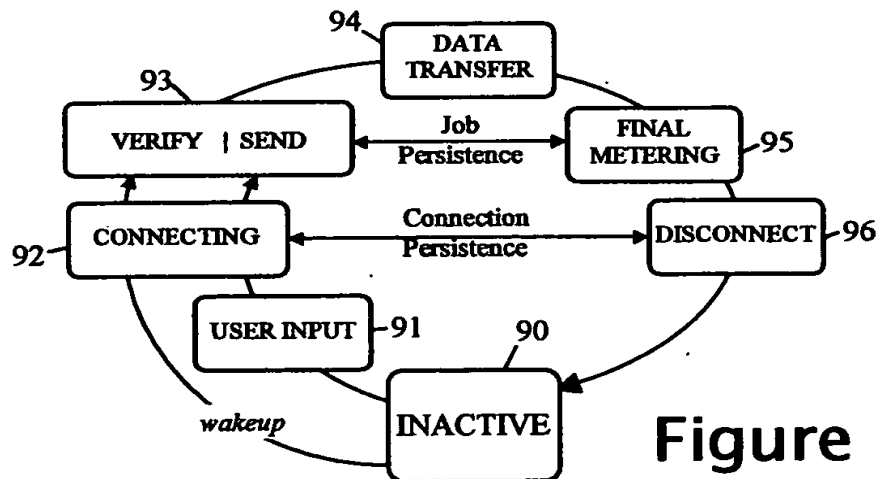 94
DATA
TRANSFER
93
VERIFY | SEND
Job
Persistence
FINAL
METERING
95
92
CONNECTING
Connection
Persistence
DISCONNECT
96
USER INPUT
91
90
wakeup
INACTIVE
Figure